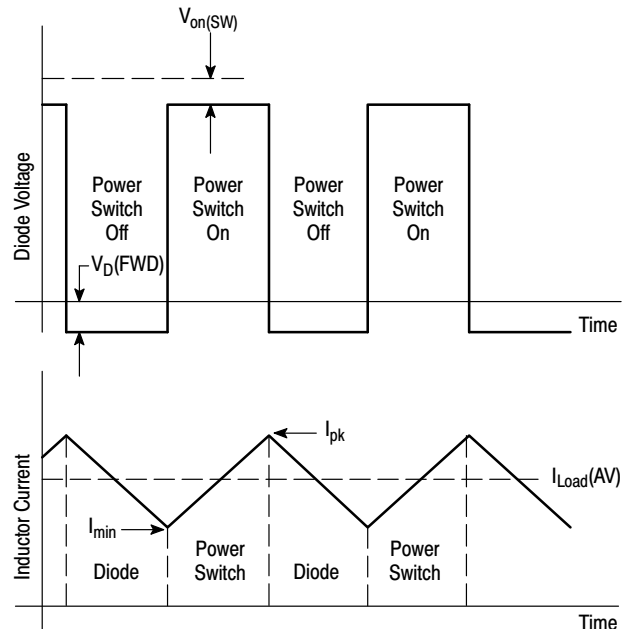 Von(SW)
Diode Voltage
Power
Switch
Off
Power
Switch
On
Power
Switch
Off
Power
Switch
On
VD(FWD)
Time
Inductor Current
Ipk
ILoad(AV)
Imin
Diode
Power
Switch
Diode
Power
Switch
Time